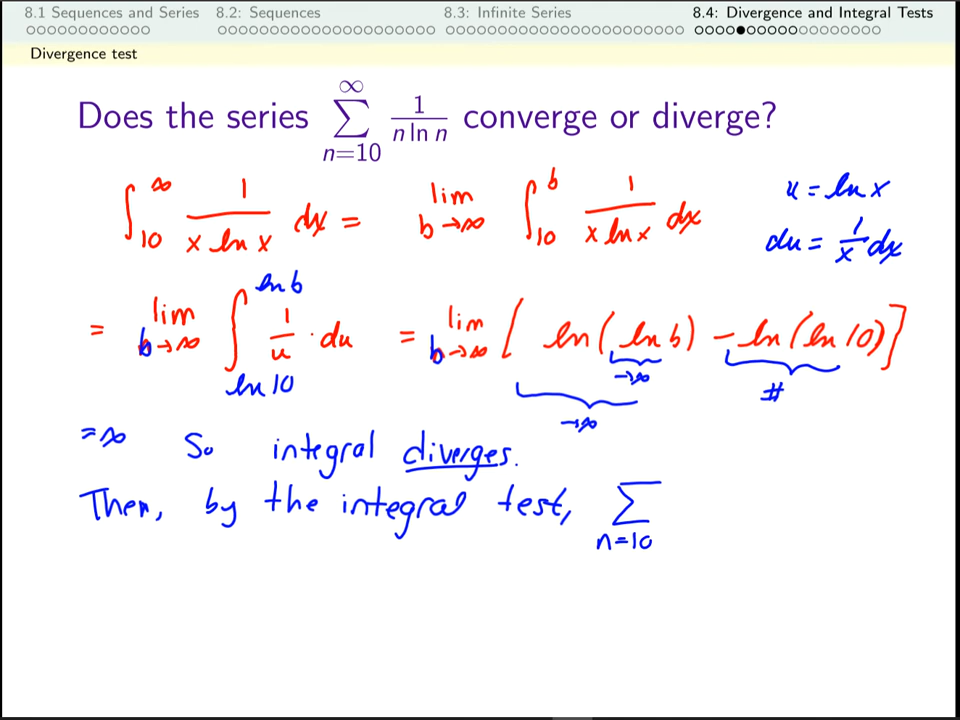 8.1 Sequences and Series 8.2: Sequences 8.3: Infinite Series 8.4: Divergence and Integral Tests
Divergence test
Does the series ∑_{n=10}^{∞} 1/(n ln n) converge or diverge?
∫_{10}^{∞} 1/(x ln x) dx = lim_{b→∞} ∫_{10}^{b} 1/(x ln x) dx
u = ln x
du = 1/x dx
= lim_{b→∞} ∫_{ln 10}^{ln b} 1/u · du = lim_{b→∞} [ ln(ln b) − ln(ln 10) ]
→∞
→∞
#
=∞ So integral diverges.
Then, by the integral test, ∑_{n=10}